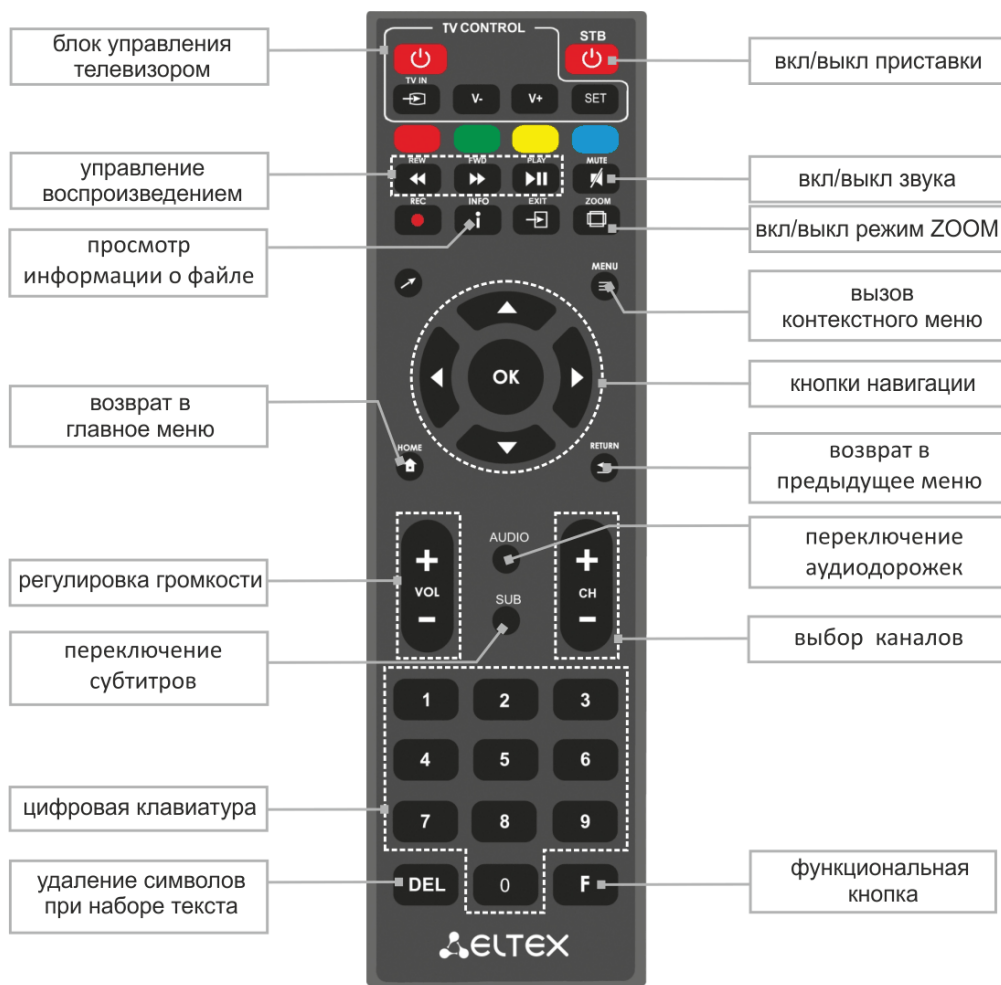 TV CONTROL
STB
блок управления
телевизором
вкл/выкл приставки
TV IN
V-
V+
SET
REW
FWD
PLAY
MUTE
управление
воспроизведением
вкл/выкл звука
REC
INFO
EXIT
ZOOM
i
вкл/выкл режим ZOOM
просмотр
информации о файле
MENU
вызов
контекстного меню
OK
кнопки навигации
возврат в
главное меню
HOME
RETURN
возврат в
предыдущее меню
AUDIO
переключение
аудиодорожек
+
VOL
-
+
CH
-
регулировка громкости
SUB
выбор каналов
переключение
субтитров
1
2
3
4
5
6
цифровая клавиатура
7
8
9
удаление символов
при наборе текста
DEL
0
F
функциональная
кнопка
ELTEX